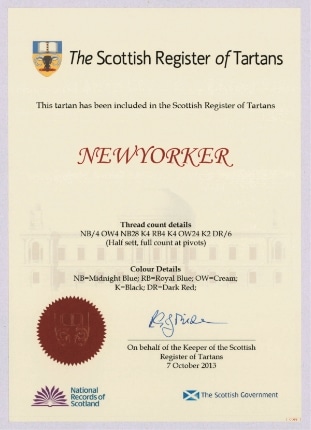 The Scottish Register of Tartans
This tartan has been included in the Scottish Register of Tartans
NEWYORKER
Thread count details
NB/4 OW4 NB28 K4 RB4 K4 OW24 K2 DR/6
(Half sett, full count at pivots)
Colour Details
NB=Midnight Blue; RB=Royal Blue; OW=Cream;
K=Black; DR=Dark Red;
On behalf of the Keeper of the Scottish
Register of Tartans
7 October 2013
National
Records of
Scotland
The Scottish Government